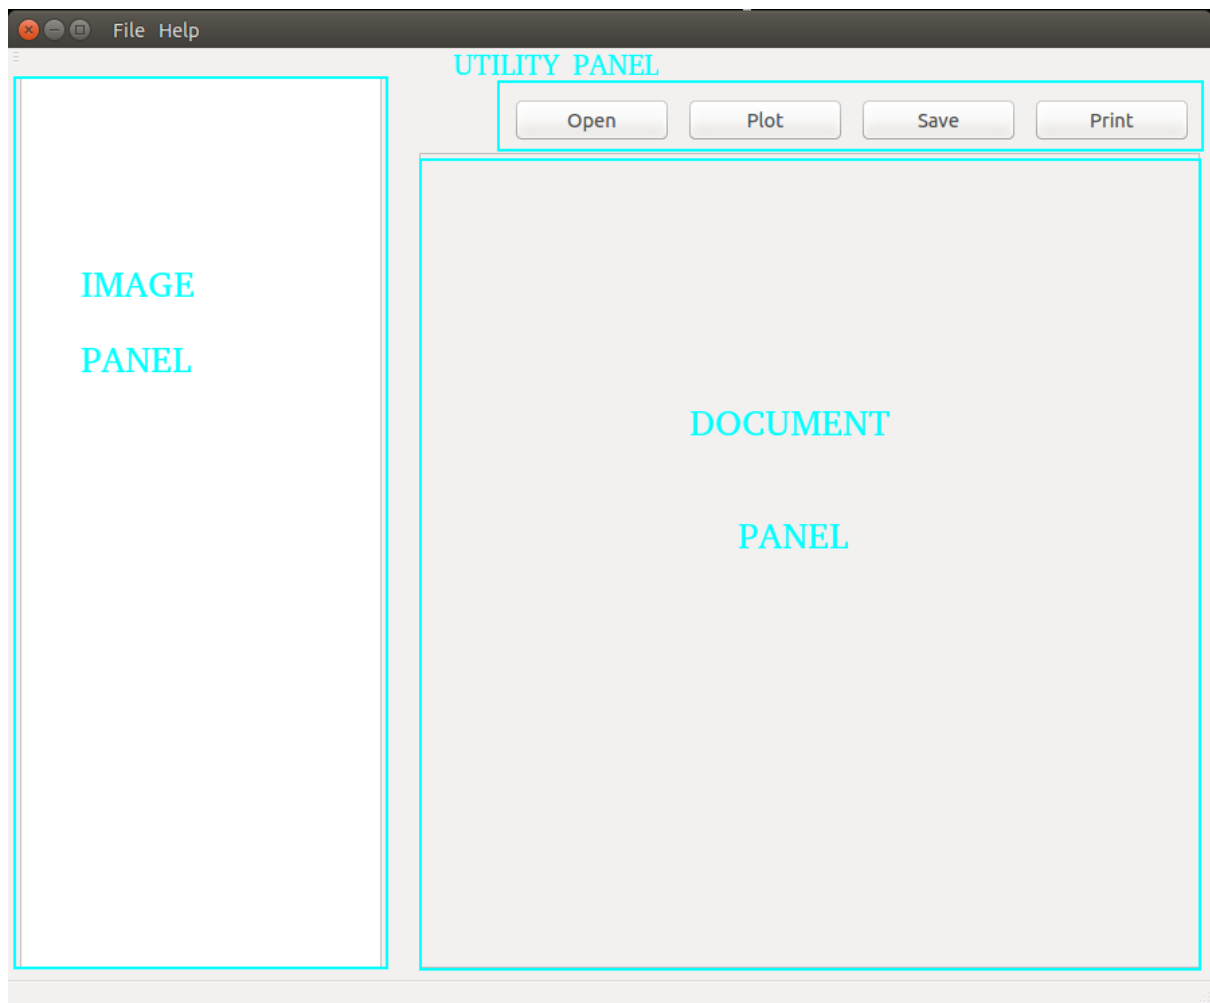 File Help
UTILITY PANEL
Open Plot Save Print
IMAGE
PANEL
DOCUMENT
PANEL